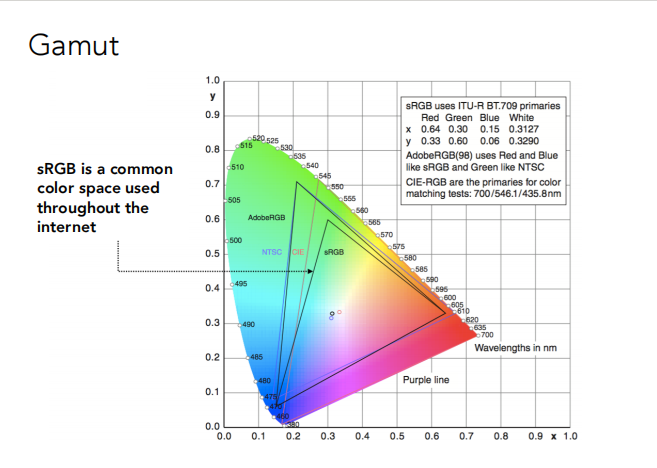 Gamut
sRGB is a common
color space used
throughout the
internet
1.0
y
0.9
0.8
0.7
0.6
0.5
0.4
0.3
0.2
0.1
0.0
0.0 0.1 0.2 0.3 0.4 0.5 0.6 0.7 0.8 0.9 x 1.0
sRGB uses ITU-R BT.709 primaries
Red Green Blue White
x 0.64 0.30 0.15 0.3127
y 0.33 0.60 0.06 0.3290
AdobeRGB(98) uses Red and Blue
like sRGB and Green like NTSC
CIE-RGB are the primaries for color
matching tests: 700/546.1/435.8nm
520
525
515
530
535
510
540
545
550
505
555
560
565
AdobeRGB
570
500
575
NTSC
CIE
sRGB
580
585
495
590
595
600
605
610
490
620
635
700
Wavelengths in nm
485
480
Purple line
475
470
460
380